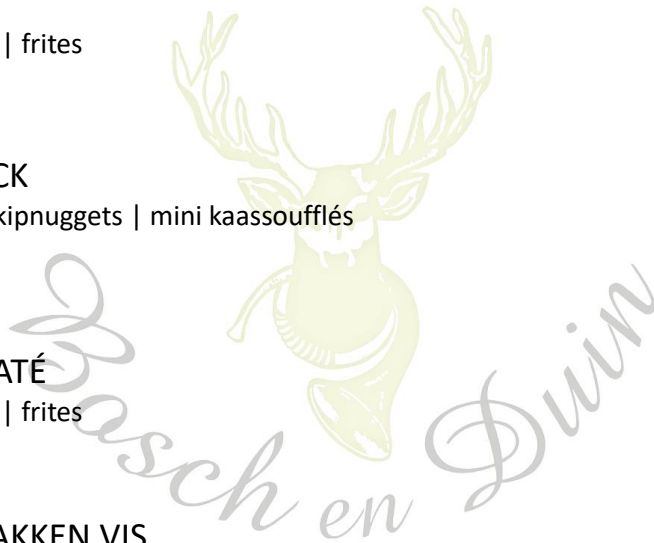 | frites
CK
kipnuggets | mini kaassoufflés
ATÉ
| frites
Bosch en Duin
AKKEN VIS